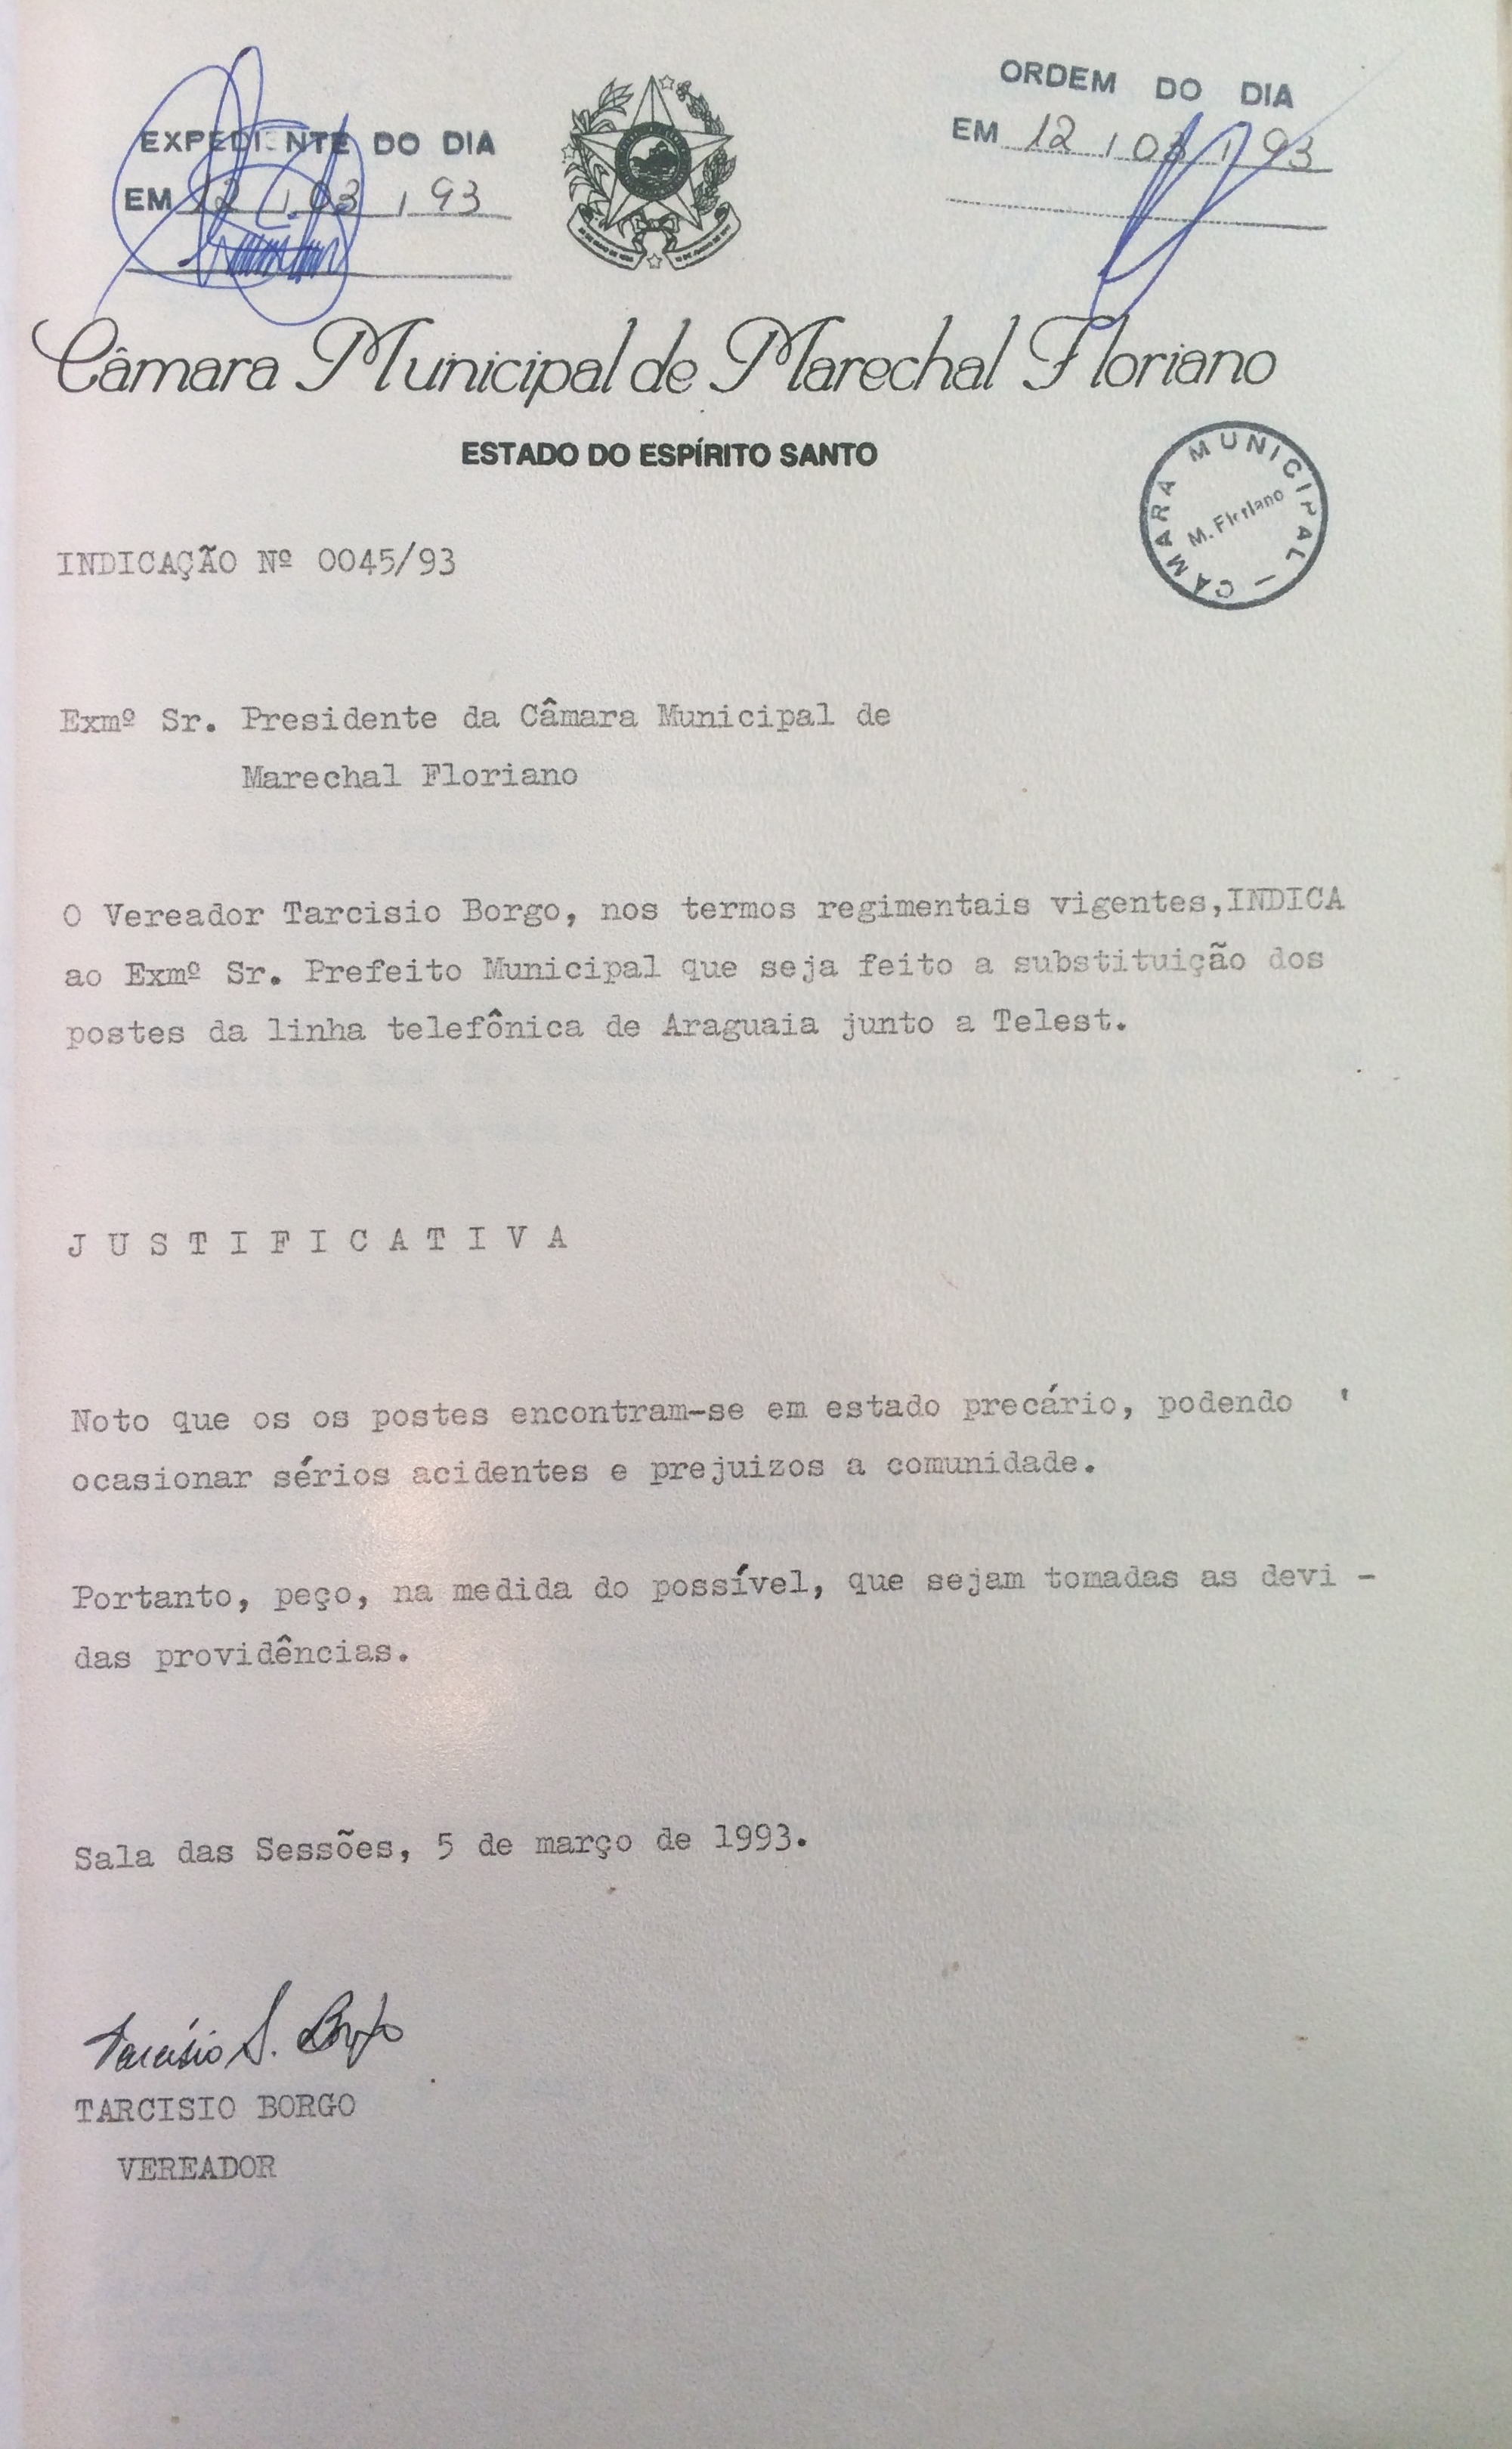 EXPEDIENTE DO DIA
EM 12 / 03 / 93
ORDEM DO DIA
EM 12 / 03 / 93
Câmara Municipal de Marechal Floriano
ESTADO DO ESPÍRITO SANTO
CÂMARA MUNICIPAL —
M. Floriano
INDICAÇÃO Nº 0045/93
Exmº Sr. Presidente da Câmara Municipal de
Marechal Floriano
O Vereador Tarcisio Borgo, nos termos regimentais vigentes,INDICA
ao Exmº Sr. Prefeito Municipal que seja feito a substituição dos
postes da linha telefônica de Araguaia junto a Telest.
J U S T I F I C A T I V A
Noto que os os postes encontram-se em estado precário, podendo '
ocasionar sérios acidentes e prejuizos a comunidade.
Portanto, peço, na medida do possível, que sejam tomadas as devi -
das providências.
Sala das Sessões, 5 de março de 1993.
Tarcisio S. Borgo
TARCISIO BORGO
VEREADOR